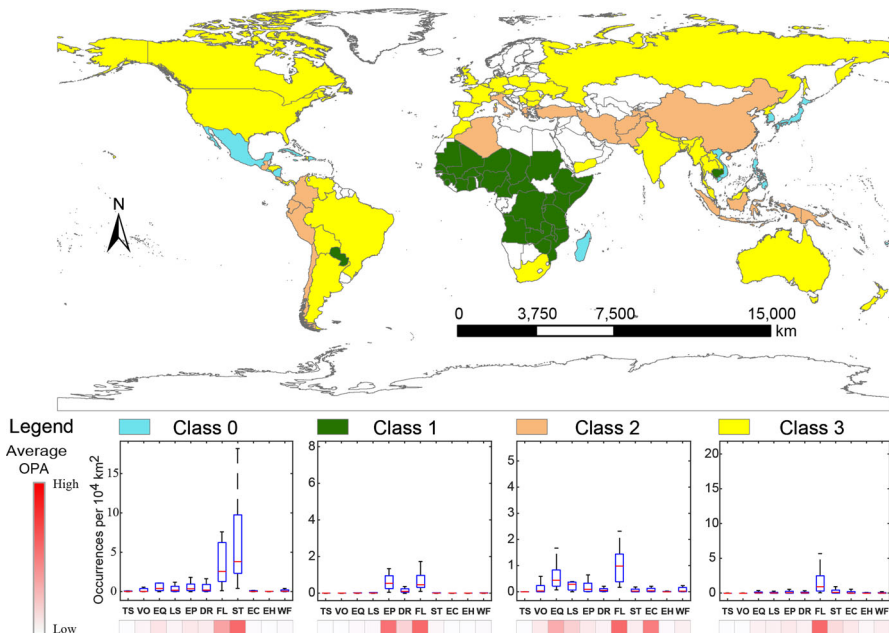 N
0 3,750 7,500 15,000
km
Legend
Class 0
Class 1
Class 2
Class 3
Average
OPA
High
Low
Occurrences per 10⁴ km²
15
10
5
0
TS VO EQ LS EP DR FL ST EC EH WF
8
6
4
2
0
TS VO EQ LS EP DR FL ST EC EH WF
5
4
3
2
1
0
TS VO EQ LS EP DR FL ST EC EH WF
20
15
10
5
0
TS VO EQ LS EP DR FL ST EC EH WF